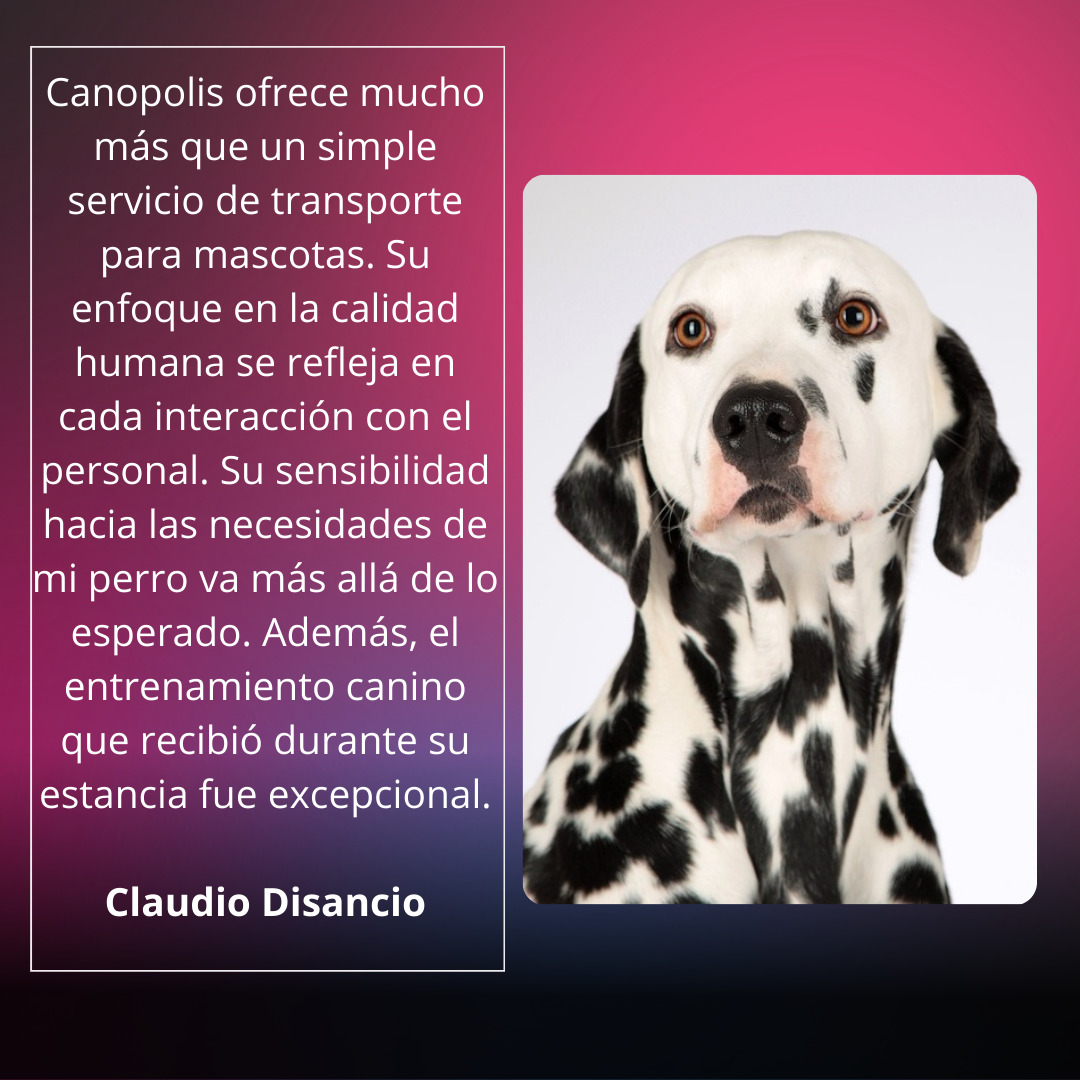 Canopolis ofrece mucho
más que un simple
servicio de transporte
para mascotas. Su
enfoque en la calidad
humana se refleja en
cada interacción con el
personal. Su sensibilidad
hacia las necesidades de
mi perro va más allá de lo
esperado. Además, el
entrenamiento canino
que recibió durante su
estancia fue excepcional.
Claudio Disancio